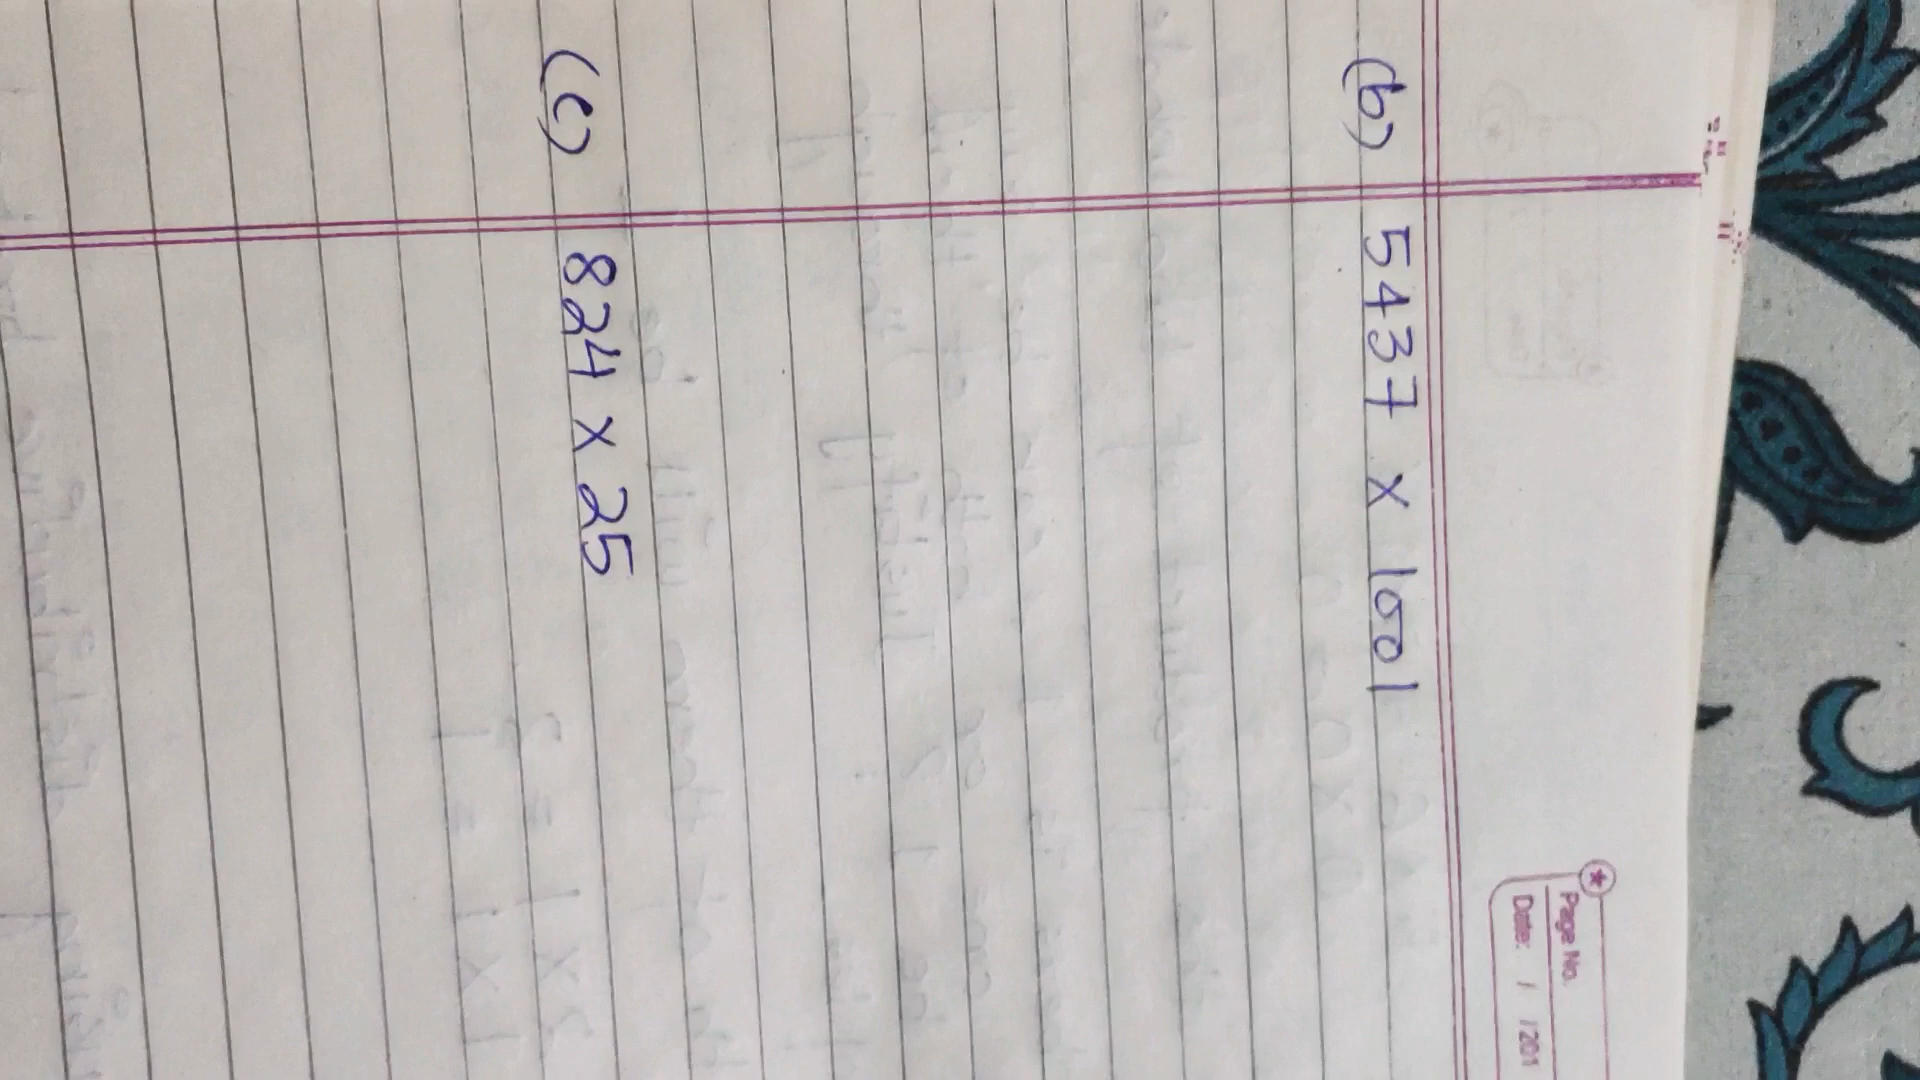 Page No.
Date: / /201
(b) 5437 × 1001
(c) 824 × 25